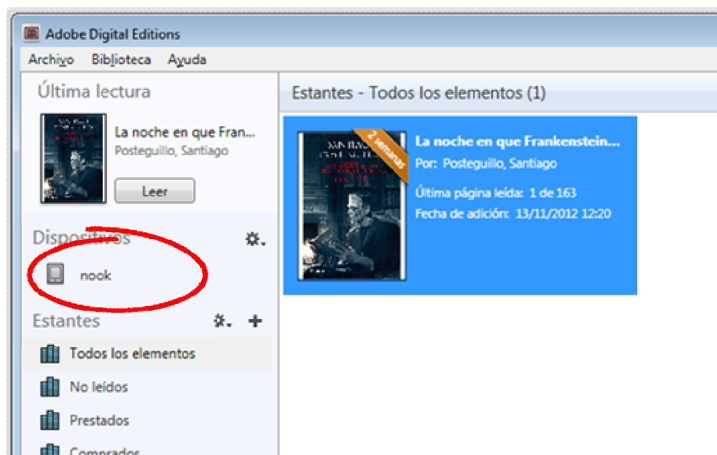 Adobe Digital Editions
Archivo Biblioteca Ayuda
Última lectura
La noche en que Fran...
Posteguillo, Santiago
Leer
Dispositivos
nook
Estantes
Todos los elementos
No leídos
Prestados
Comprados
Estantes - Todos los elementos (1)
2 semanas
La noche en que Frankenstein...
Por: Posteguillo, Santiago
Última página leída: 1 de 163
Fecha de adición: 13/11/2012 12:20